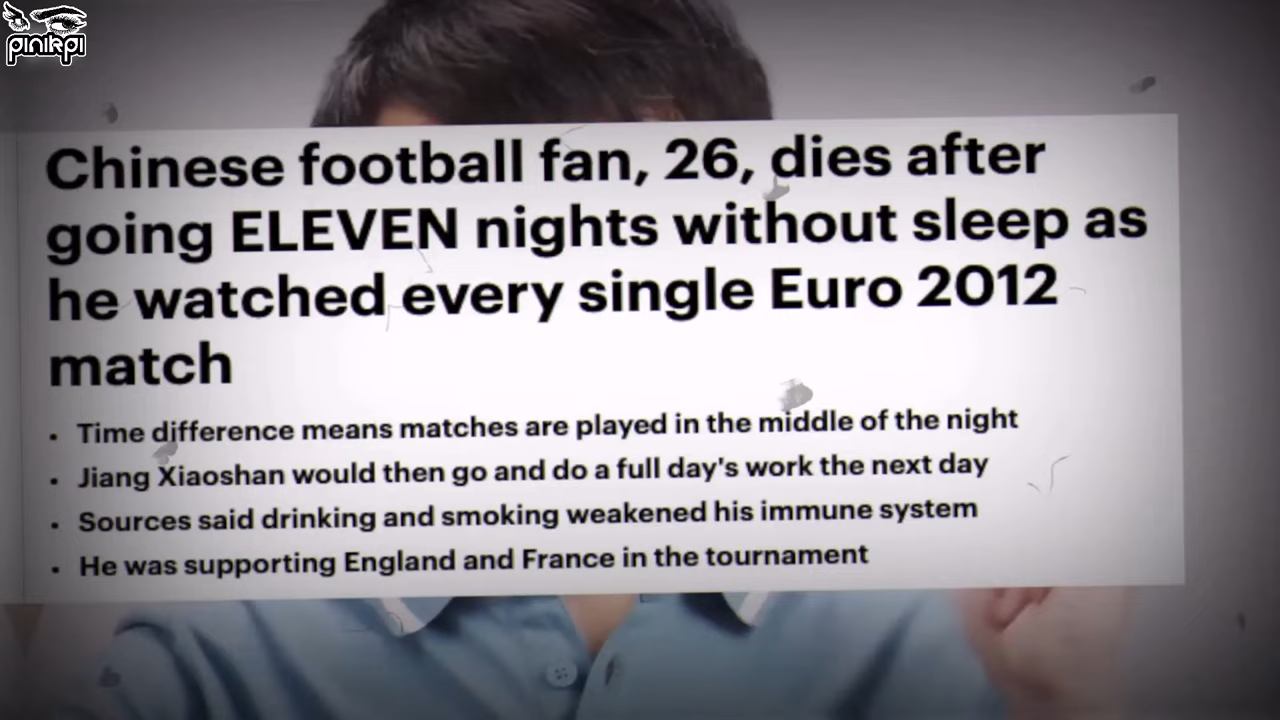 pinikpi
Chinese football fan, 26, dies after
going ELEVEN nights without sleep as
he watched every single Euro 2012
match
• Time difference means matches are played in the middle of the night
• Jiang Xiaoshan would then go and do a full day's work the next day
• Sources said drinking and smoking weakened his immune system
• He was supporting England and France in the tournament